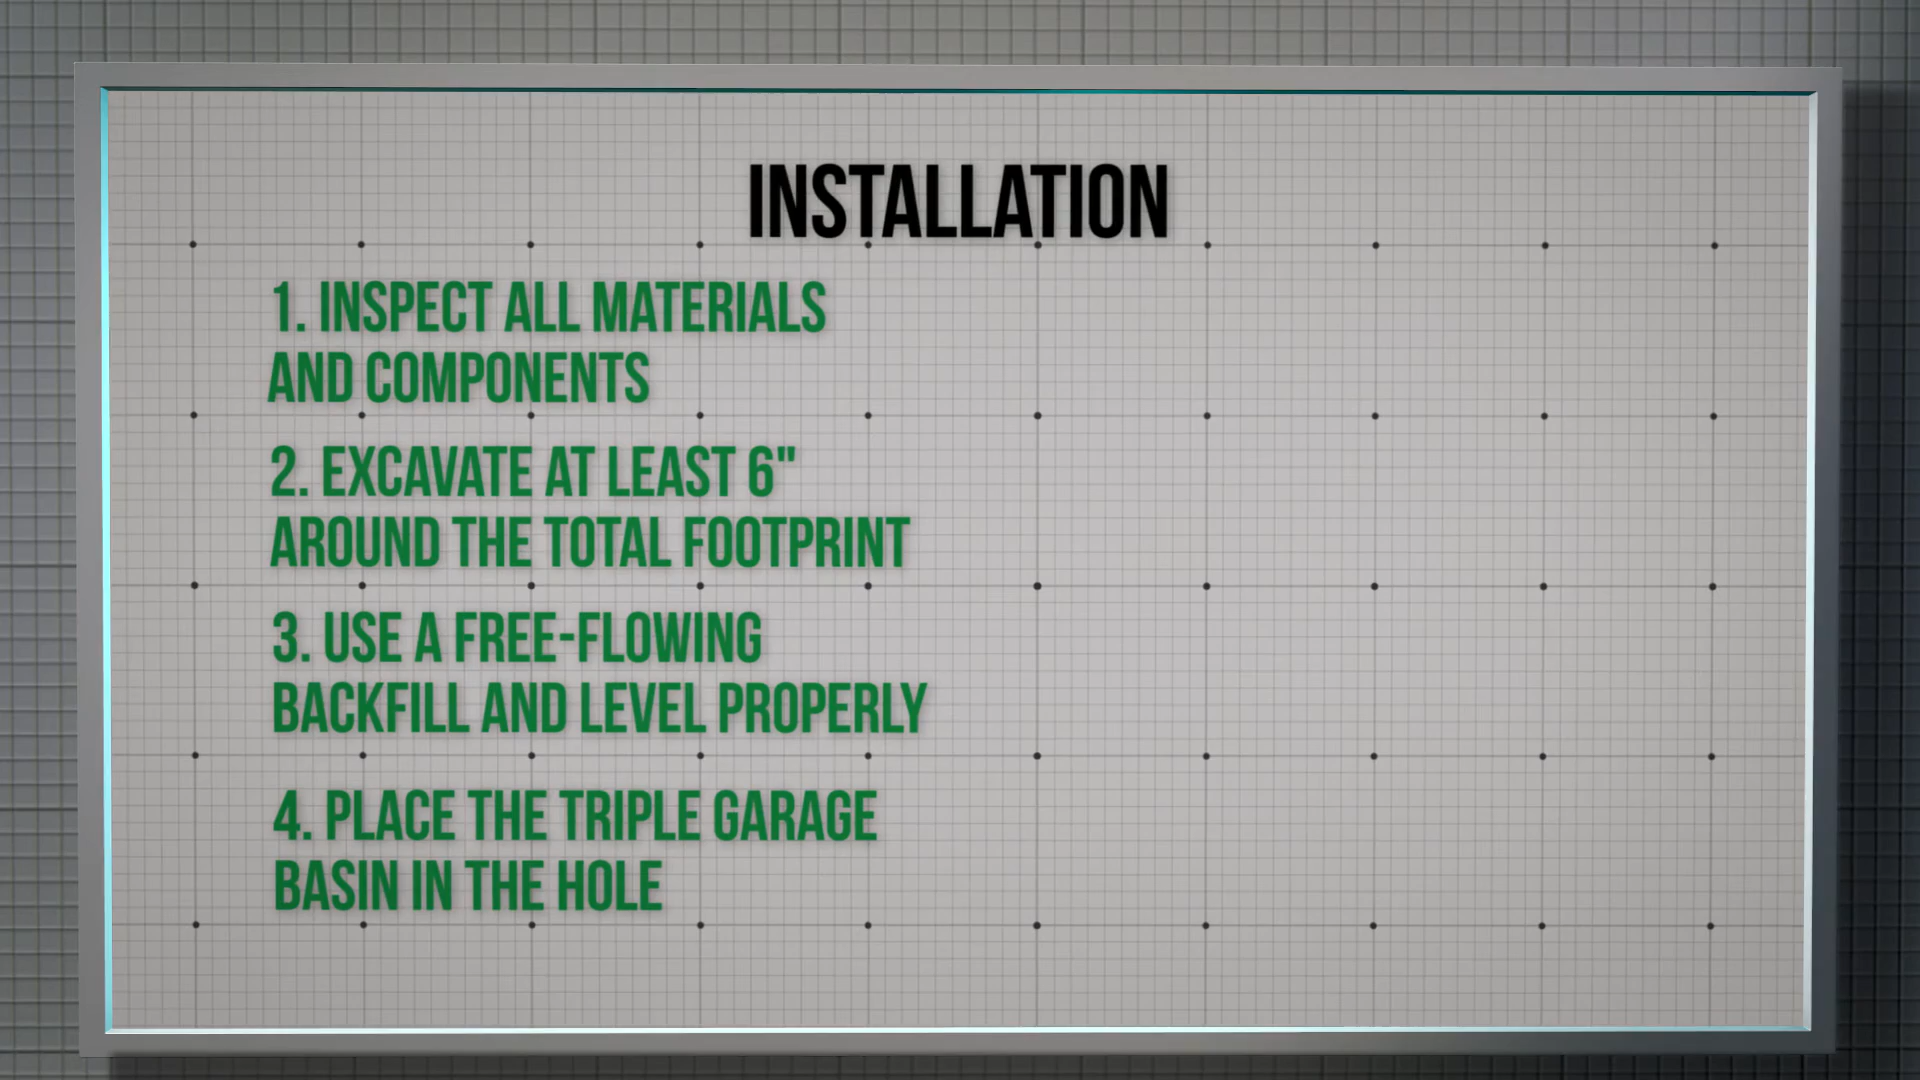 INSTALLATION
1. INSPECT ALL MATERIALS
AND COMPONENTS
2. EXCAVATE AT LEAST 6"
AROUND THE TOTAL FOOTPRINT
3. USE A FREE-FLOWING
BACKFILL AND LEVEL PROPERLY
4. PLACE THE TRIPLE GARAGE
BASIN IN THE HOLE